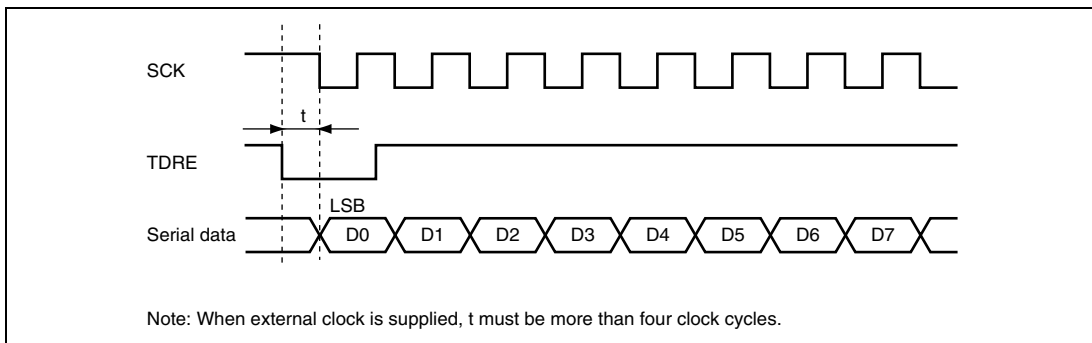 SCK
t
TDRE
LSB
Serial data D0 D1 D2 D3 D4 D5 D6 D7
Note: When external clock is supplied, t must be more than four clock cycles.